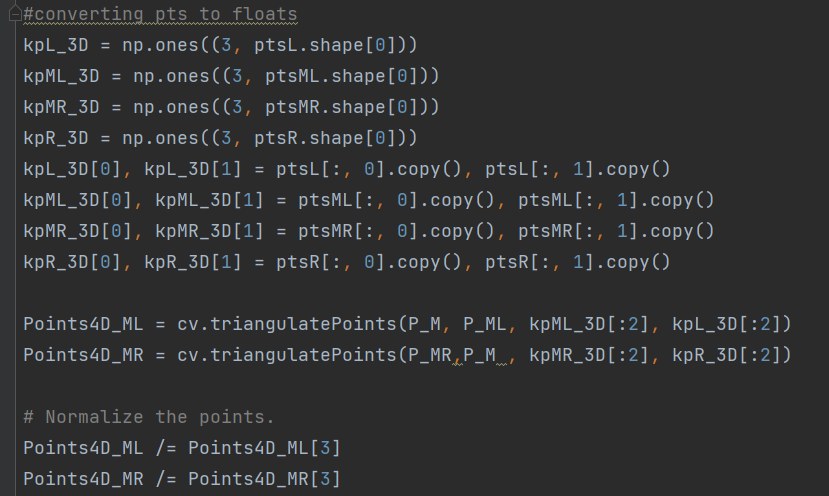 #converting pts to floats
kpL_3D = np.ones((3, ptsL.shape[0]))
kpML_3D = np.ones((3, ptsML.shape[0]))
kpMR_3D = np.ones((3, ptsMR.shape[0]))
kpR_3D = np.ones((3, ptsR.shape[0]))
kpL_3D[0], kpL_3D[1] = ptsL[:, 0].copy(), ptsL[:, 1].copy()
kpML_3D[0], kpML_3D[1] = ptsML[:, 0].copy(), ptsML[:, 1].copy()
kpMR_3D[0], kpMR_3D[1] = ptsMR[:, 0].copy(), ptsMR[:, 1].copy()
kpR_3D[0], kpR_3D[1] = ptsR[:, 0].copy(), ptsR[:, 1].copy()

Points4D_ML = cv.triangulatePoints(P_M, P_ML, kpML_3D[:2], kpL_3D[:2])
Points4D_MR = cv.triangulatePoints(P_MR,P_M , kpMR_3D[:2], kpR_3D[:2])

# Normalize the points.
Points4D_ML /= Points4D_ML[3]
Points4D_MR /= Points4D_MR[3]